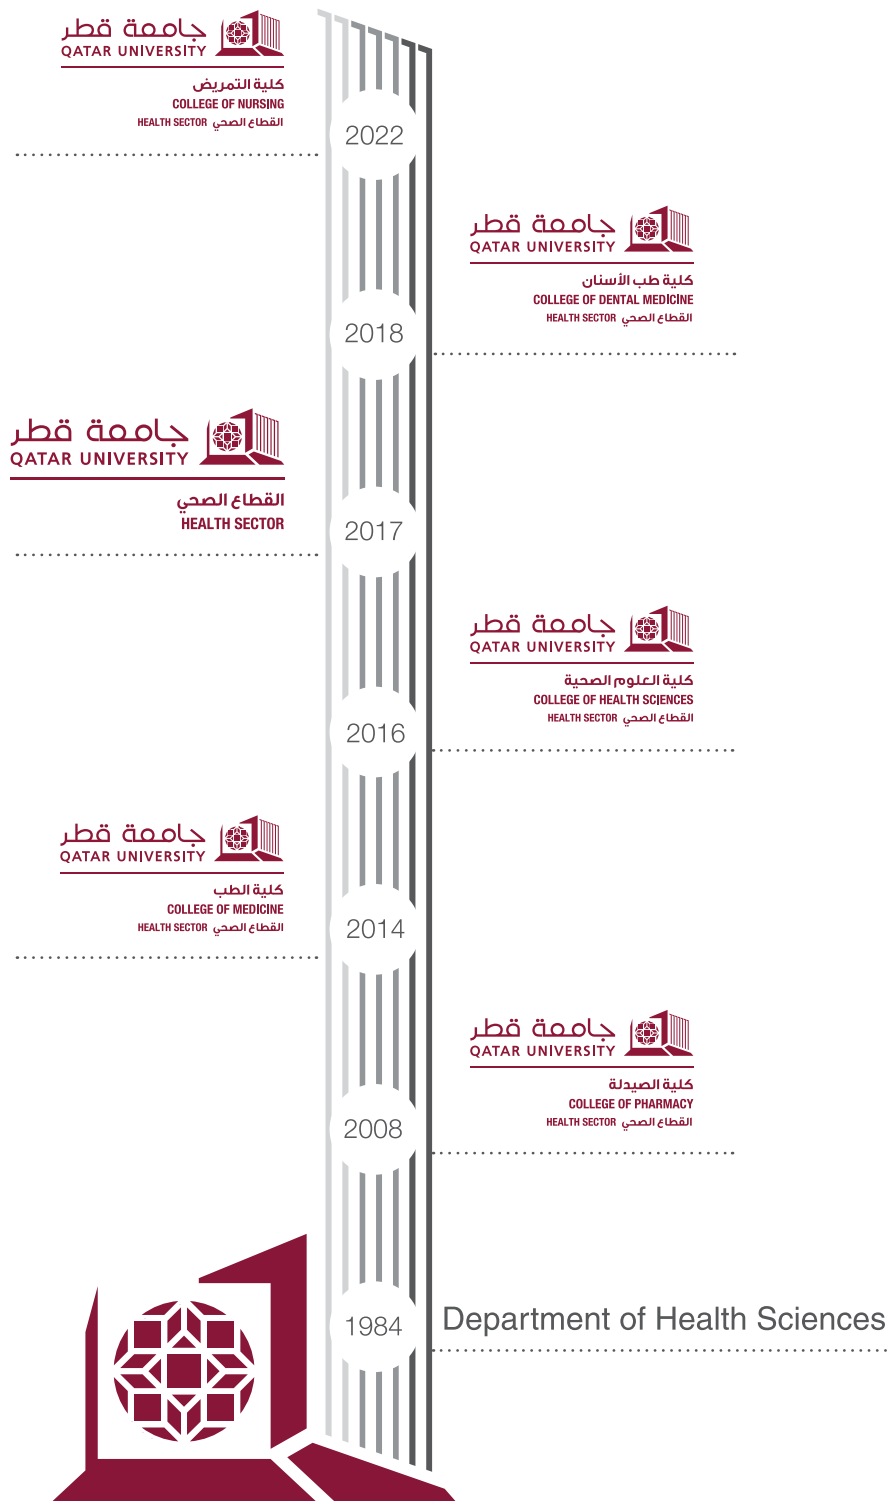 جامعة قطر
QATAR UNIVERSITY
كلية التمريض
COLLEGE OF NURSING
HEALTH SECTOR القطاع الصحي
2022
جامعة قطر
QATAR UNIVERSITY
كلية طب الأسنان
COLLEGE OF DENTAL MEDICINE
HEALTH SECTOR القطاع الصحي
2018
جامعة قطر
QATAR UNIVERSITY
القطاع الصحي
HEALTH SECTOR
2017
جامعة قطر
QATAR UNIVERSITY
كلية العلوم الصحية
COLLEGE OF HEALTH SCIENCES
HEALTH SECTOR القطاع الصحي
2016
جامعة قطر
QATAR UNIVERSITY
كلية الطب
COLLEGE OF MEDICINE
HEALTH SECTOR القطاع الصحي
2014
جامعة قطر
QATAR UNIVERSITY
كلية الصيدلة
COLLEGE OF PHARMACY
HEALTH SECTOR القطاع الصحي
2008
1984 Department of Health Sciences